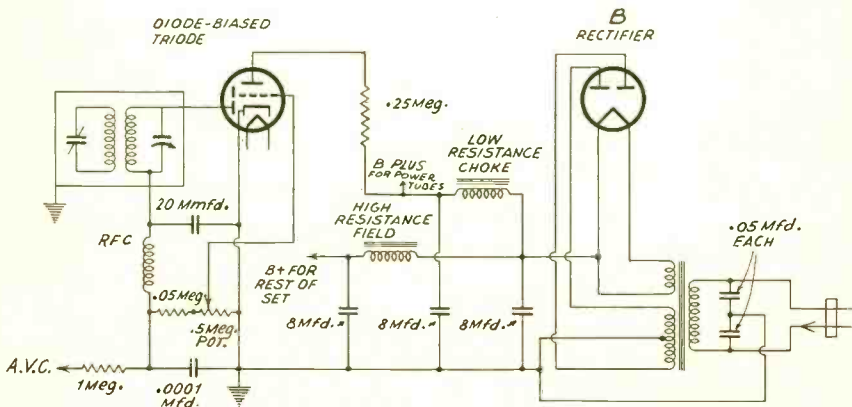 DIODE-BIASED
TRIODE
B
RECTIFIER
.25Meg.
B PLUS
FOR POWER
TUBES
LOW
RESISTANCE
CHOKE
HIGH
RESISTANCE
FIELD
.05 Mfd.
EACH
20 Mmfd.
RFC
B+ FOR
REST OF
SET
.05Meg.
.5Meg.
POT.
8Mfd.
8Mfd.
8Mfd.
A.V.C.
1Meg.
.0001
Mfd.